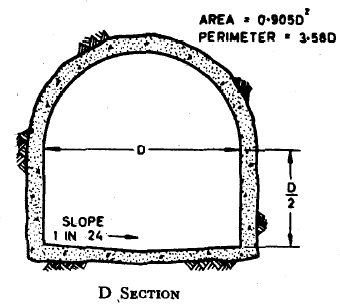 AREA = 0.905D²
PERIMETER = 3.58D
D
D/2
SLOPE
1 IN 24
D SECTION